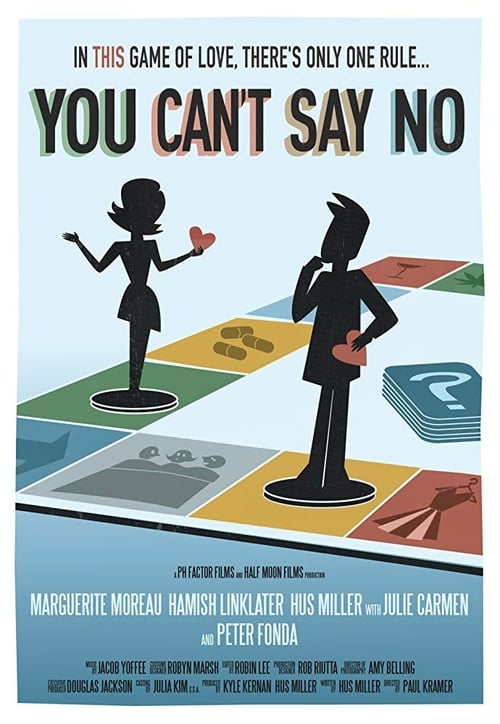 IN THIS GAME OF LOVE, THERE'S ONLY ONE RULE...
YOU CAN'T SAY NO
?
A PH FACTOR FILMS AND HALF MOON FILMS PRODUCTION
MARGUERITE MOREAU HAMISH LINKLATER HUS MILLER WITH JULIE CARMEN
AND PETER FONDA
MUSIC BY JACOB YOFFEE COSTUME DESIGNER ROBYN MARSH EDITED BY ROBIN LEE PRODUCTION DESIGNER ROB RIUTTA DIRECTOR OF PHOTOGRAPHY AMY BELLING
EXECUTIVE PRODUCER DOUGLAS JACKSON CASTING BY JULIA KIM, C.S.A. PRODUCED BY KYLE KERNAN HUS MILLER WRITTEN BY HUS MILLER DIRECTED BY PAUL KRAMER